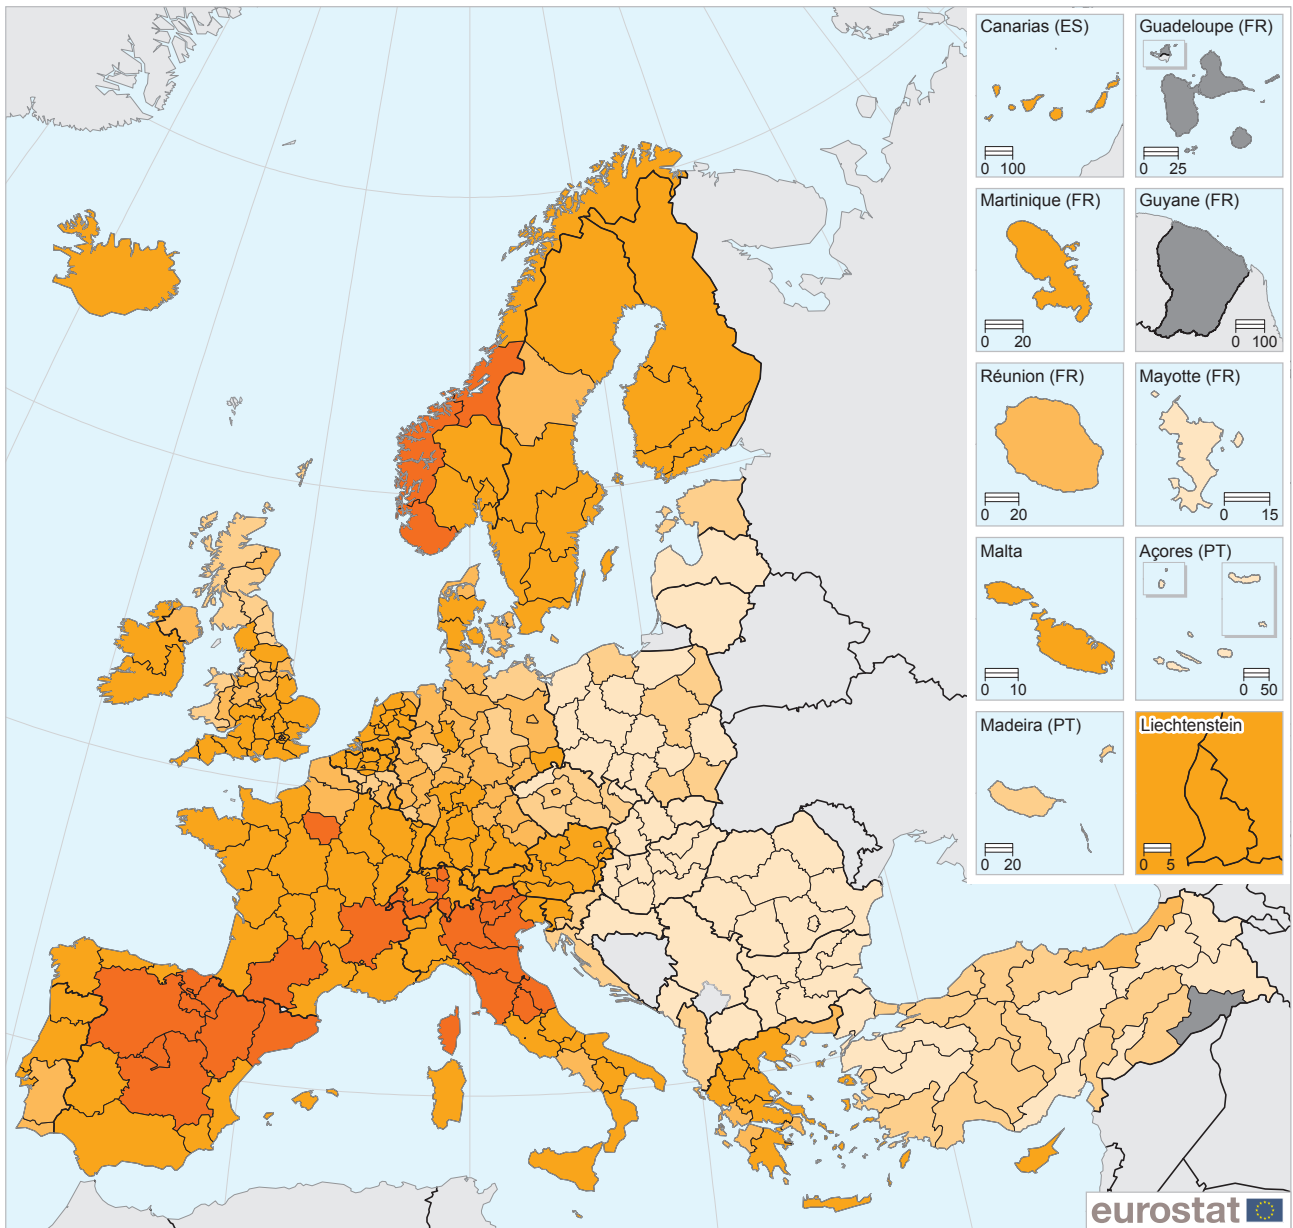 Canarias (ES)
0 100
Guadeloupe (FR)
0 25
Martinique (FR)
0 20
Guyane (FR)
0 100
Réunion (FR)
0 20
Mayotte (FR)
0 15
Malta
0 10
Açores (PT)
0 50
Madeira (PT)
0 20
Liechtenstein
0 5
eurostat